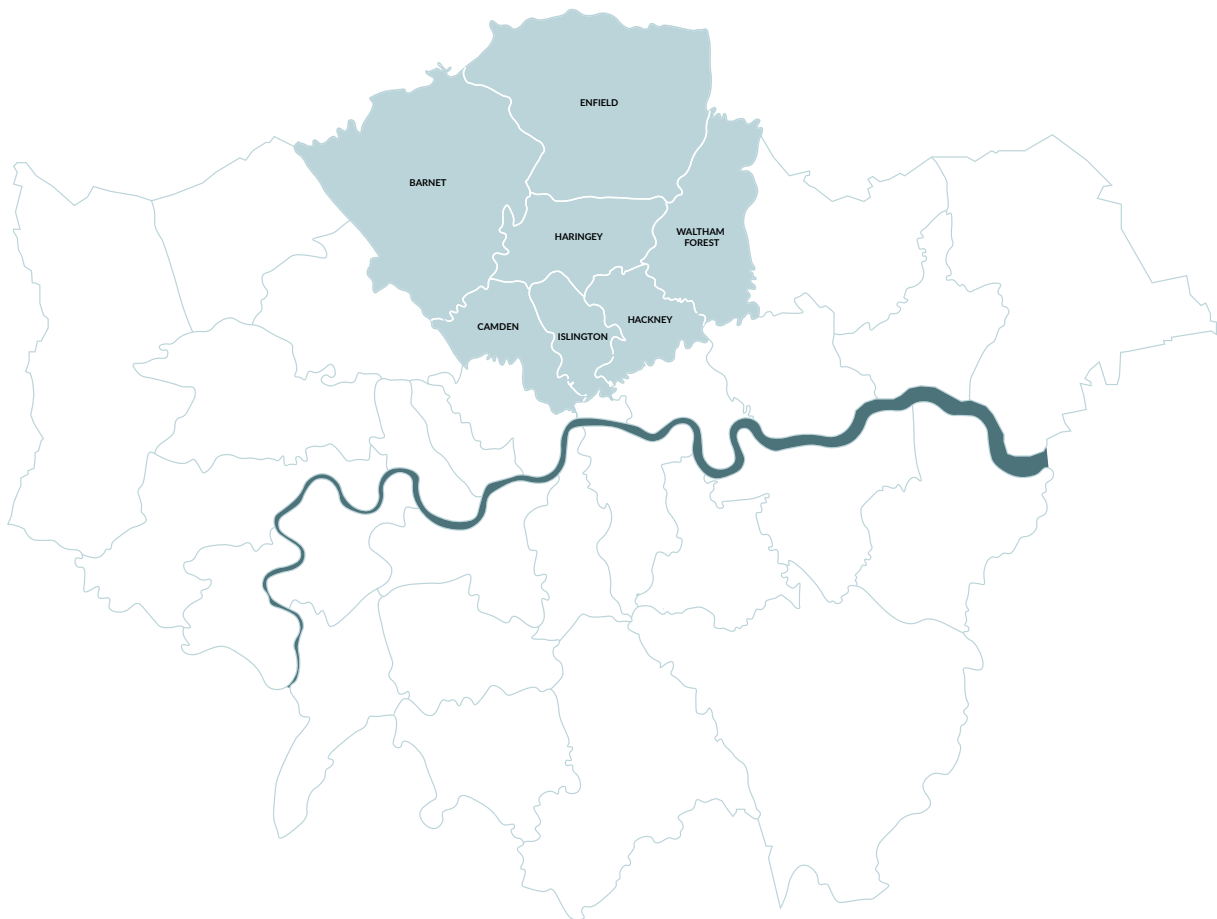 ENFIELD
BARNET
HARINGEY
WALTHAM
FOREST
CAMDEN
ISLINGTON
HACKNEY